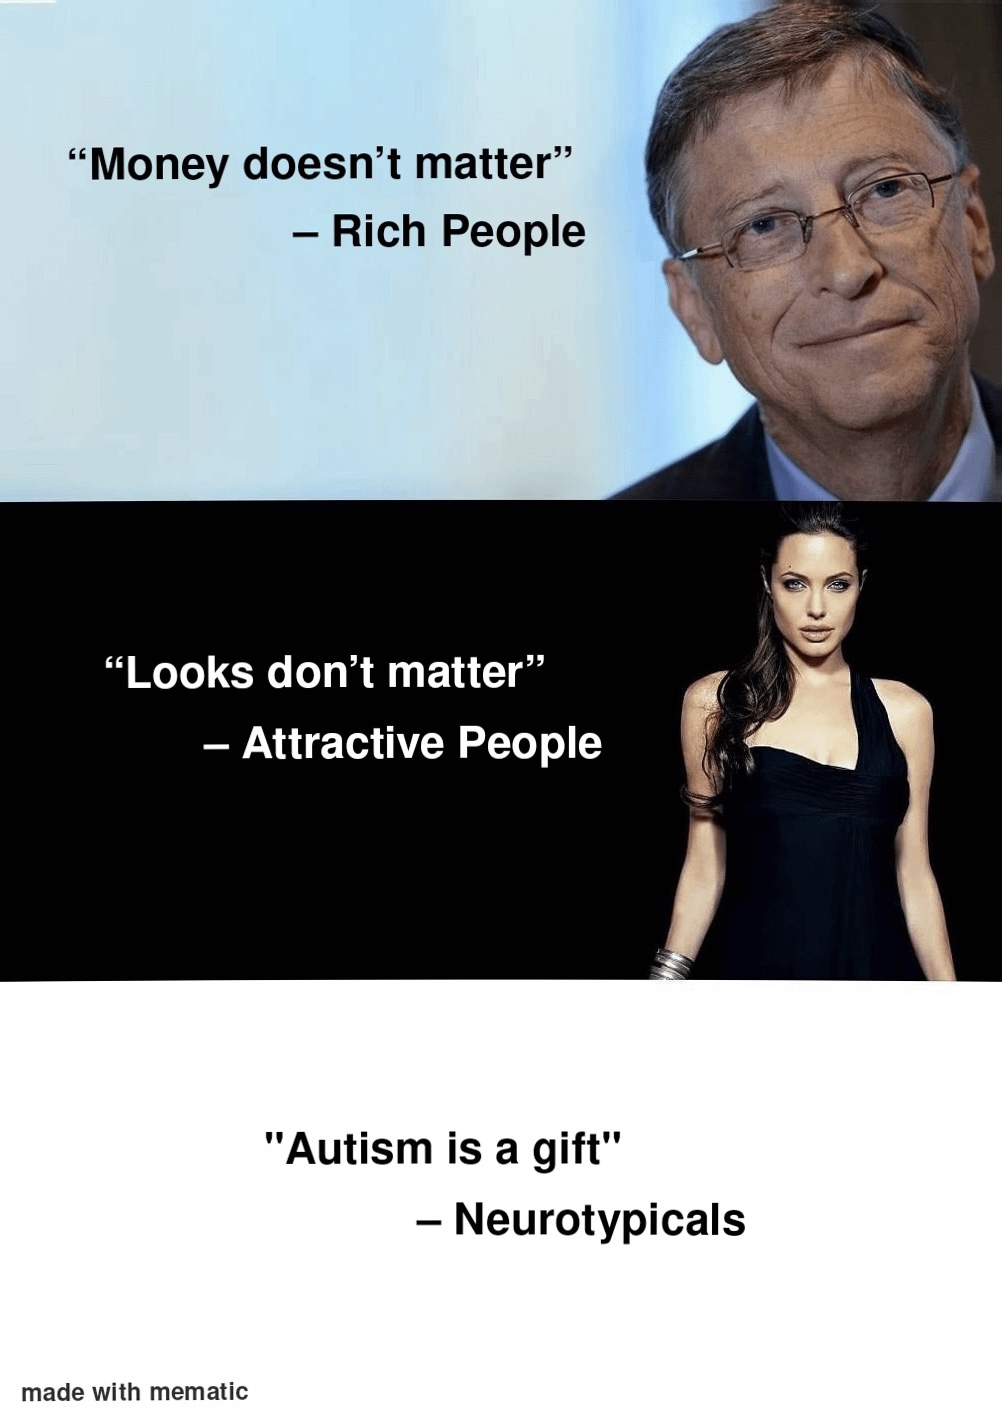 “Money doesn’t matter”
– Rich People
“Looks don’t matter”
– Attractive People
"Autism is a gift"
– Neurotypicals
made with mematic